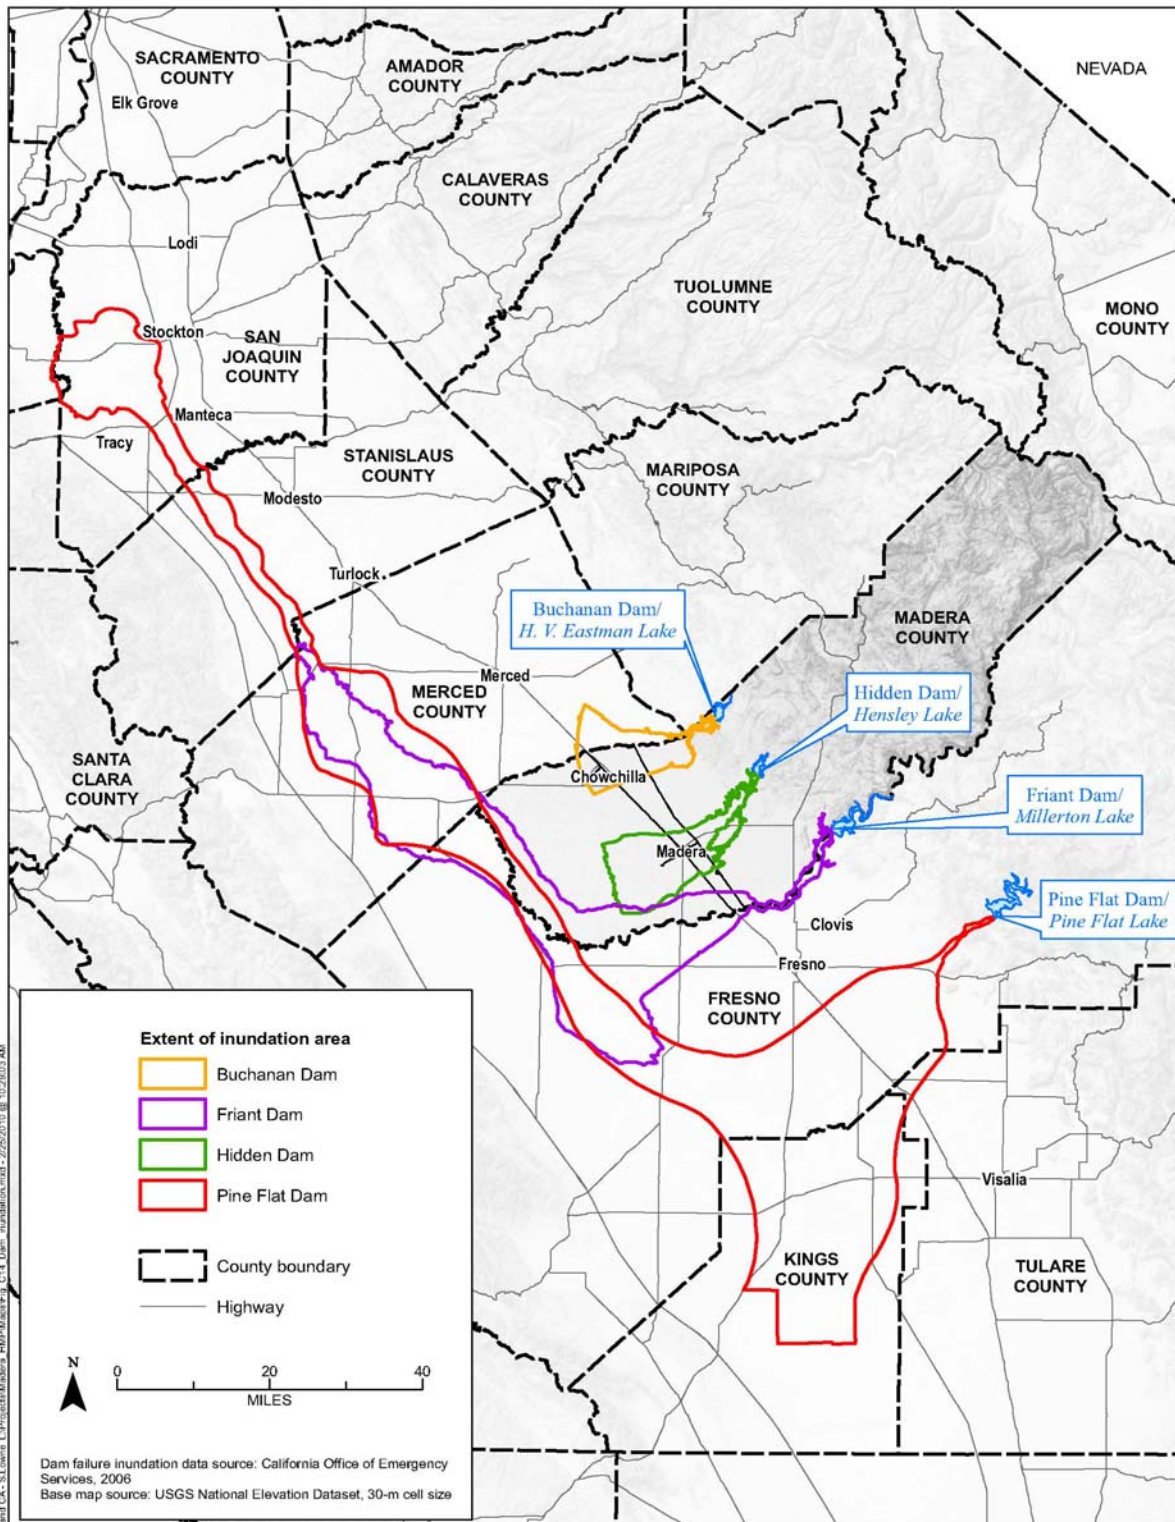 SACRAMENTO
COUNTY
AMADOR
COUNTY
NEVADA
Elk Grove
CALAVERAS
COUNTY
Lodi
TUOLUMNE
COUNTY
MONO
COUNTY
Stockton
SAN
JOAQUIN
COUNTY
Manteca
Tracy
STANISLAUS
COUNTY
MARIPOSA
COUNTY
Modesto
Turlock
Buchanan Dam/
H. V. Eastman Lake
MADERA
COUNTY
Merced
MERCED
COUNTY
Hidden Dam/
Hensley Lake
SANTA
CLARA
COUNTY
Chowchilla
Friant Dam/
Millerton Lake
Madera
Pine Flat Dam/
Pine Flat Lake
Clovis
Fresno
FRESNO
COUNTY
Visalia
KINGS
COUNTY
TULARE
COUNTY
Extent of inundation area
Buchanan Dam
Friant Dam
Hidden Dam
Pine Flat Dam
County boundary
Highway
N
0 20 40
MILES
Dam failure inundation data source: California Office of Emergency
Services, 2006
Base map source: USGS National Elevation Dataset, 30-m cell size